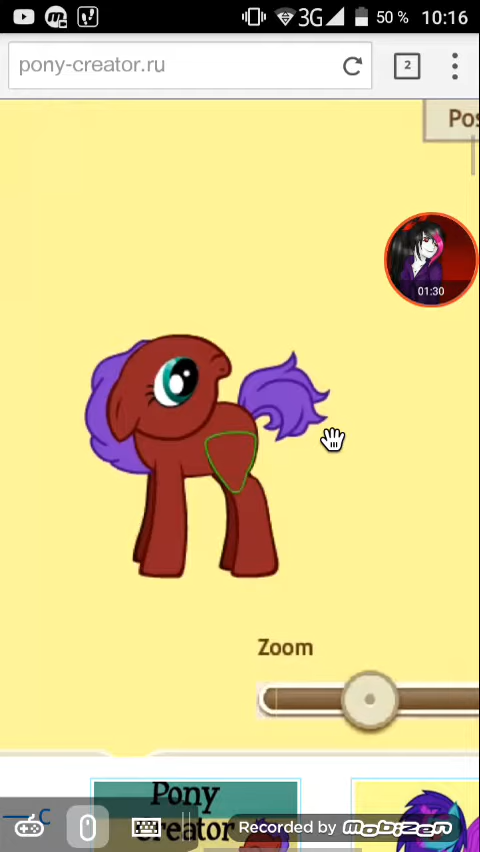 3G 50 % 10:16
pony-creator.ru
2
Pos
01:30
Zoom
Pony
Creator
C
Recorded by MOBIZEN